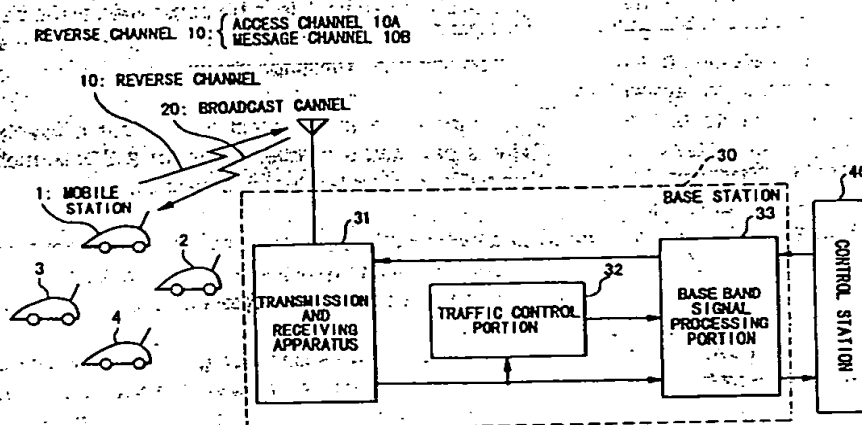 REVERSE CHANNEL 10: { ACCESS CHANNEL 10A
MESSAGE CHANNEL 10B
10: REVERSE CHANNEL
20: BROADCAST CANNEL
1: MOBILE
STATION
2
3
4
30
BASE STATION
31
TRANSMISSION
AND
RECEIVING
APPARATUS
32
TRAFFIC CONTROL
PORTION
33
BASE BAND
SIGNAL
PROCESSING
PORTION
CONTROL STATION